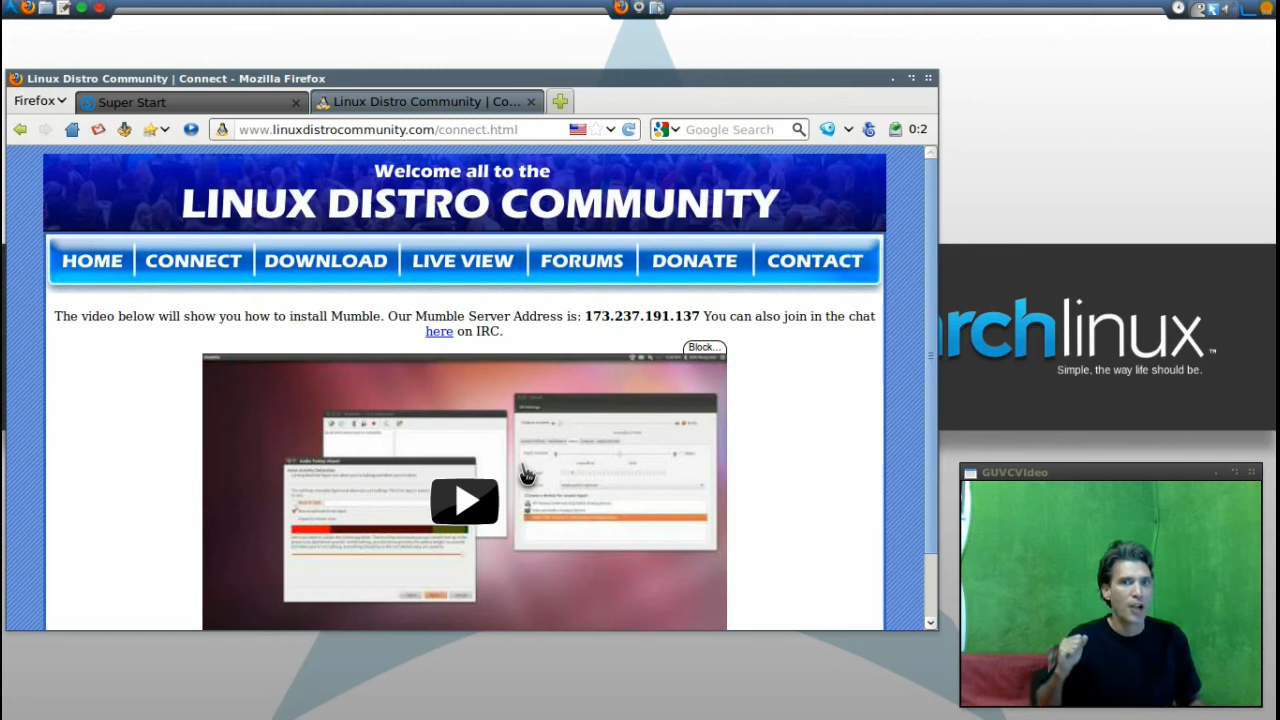 Linux Distro Community | Connect - Mozilla Firefox
Firefox
Super Start
Linux Distro Community | Co...
www.linuxdistrocommunity.com/connect.html
Google Search
0:2
Welcome all to the
LINUX DISTRO COMMUNITY
HOME
CONNECT
DOWNLOAD
LIVE VIEW
FORUMS
DONATE
CONTACT
The video below will show you how to install Mumble. Our Mumble Server Address is: 173.237.191.137 You can also join in the chat
here on IRC.
Block...
archlinux™
Simple, the way life should be.
GUVCVIdeo